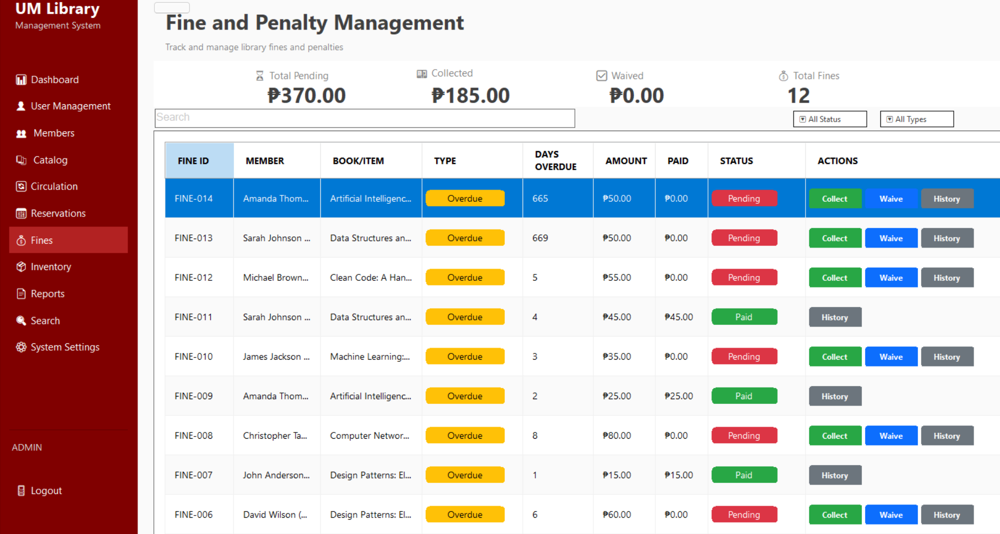 UM Library
Management System
Dashboard
User Management
Members
Catalog
Circulation
Reservations
Fines
Inventory
Reports
Search
System Settings
ADMIN
Logout
Fine and Penalty Management
Track and manage library fines and penalties
Total Pending
₱370.00
Collected
₱185.00
Waived
₱0.00
Total Fines
12
Search
All Status
All Types
FINE ID MEMBER BOOK/ITEM TYPE DAYS OVERDUE AMOUNT PAID STATUS ACTIONS
FINE-014 Amanda Thom... Artificial Intelligenc... Overdue 665 ₱50.00 ₱0.00 Pending Collect Waive History
FINE-013 Sarah Johnson ... Data Structures an... Overdue 669 ₱50.00 ₱0.00 Pending Collect Waive History
FINE-012 Michael Brown... Clean Code: A Han... Overdue 5 ₱55.00 ₱0.00 Pending Collect Waive History
FINE-011 Sarah Johnson ... Data Structures an... Overdue 4 ₱45.00 ₱45.00 Paid History
FINE-010 James Jackson ... Machine Learning:... Overdue 3 ₱35.00 ₱0.00 Pending Collect Waive History
FINE-009 Amanda Thom... Artificial Intelligenc... Overdue 2 ₱25.00 ₱25.00 Paid History
FINE-008 Christopher Ta... Computer Networ... Overdue 8 ₱80.00 ₱0.00 Pending Collect Waive History
FINE-007 John Anderson... Design Patterns: El... Overdue 1 ₱15.00 ₱15.00 Paid History
FINE-006 David Wilson (... Design Patterns: El... Overdue 6 ₱60.00 ₱0.00 Pending Collect Waive History